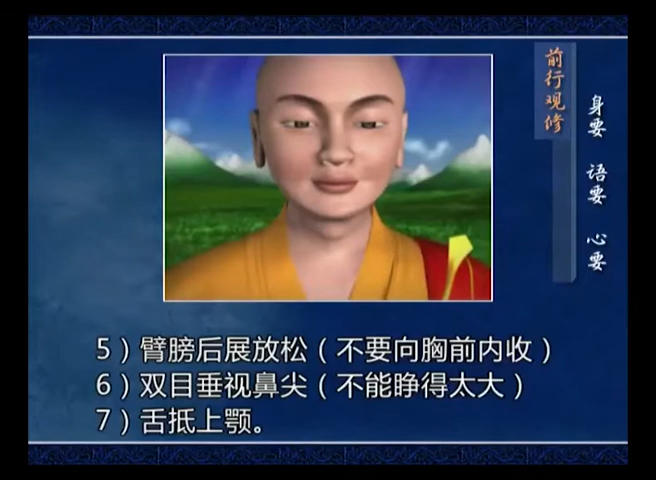 前行观修
身要 语要 心要
5）臂膀后展放松（不要向胸前内收）
6）双目垂视鼻尖（不能睁得太大）
7）舌抵上颚。